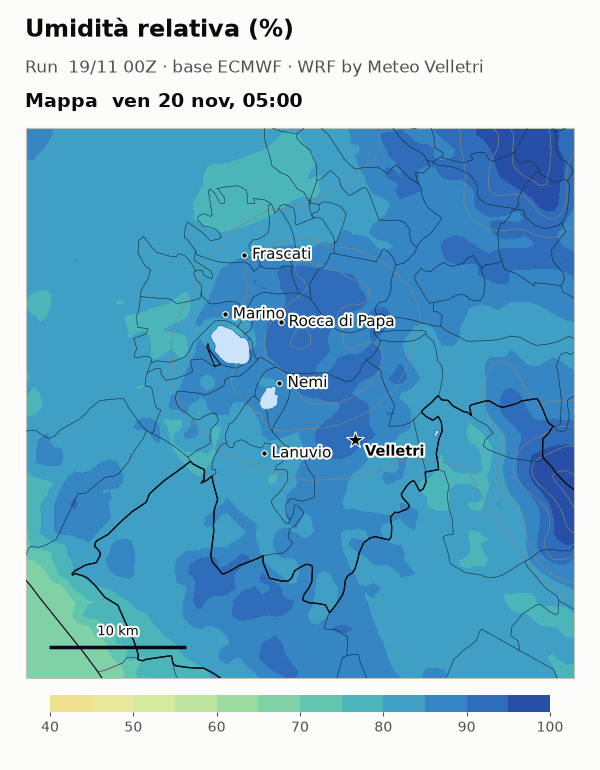 Umidità relativa (%)
Run  19/11 00Z · base ECMWF · WRF by Meteo Velletri
Mappa  ven 20 nov, 05:00
Frascati
Marino
Rocca di Papa
Nemi
Velletri
Lanuvio
10 km
40 50 60 70 80 90 100